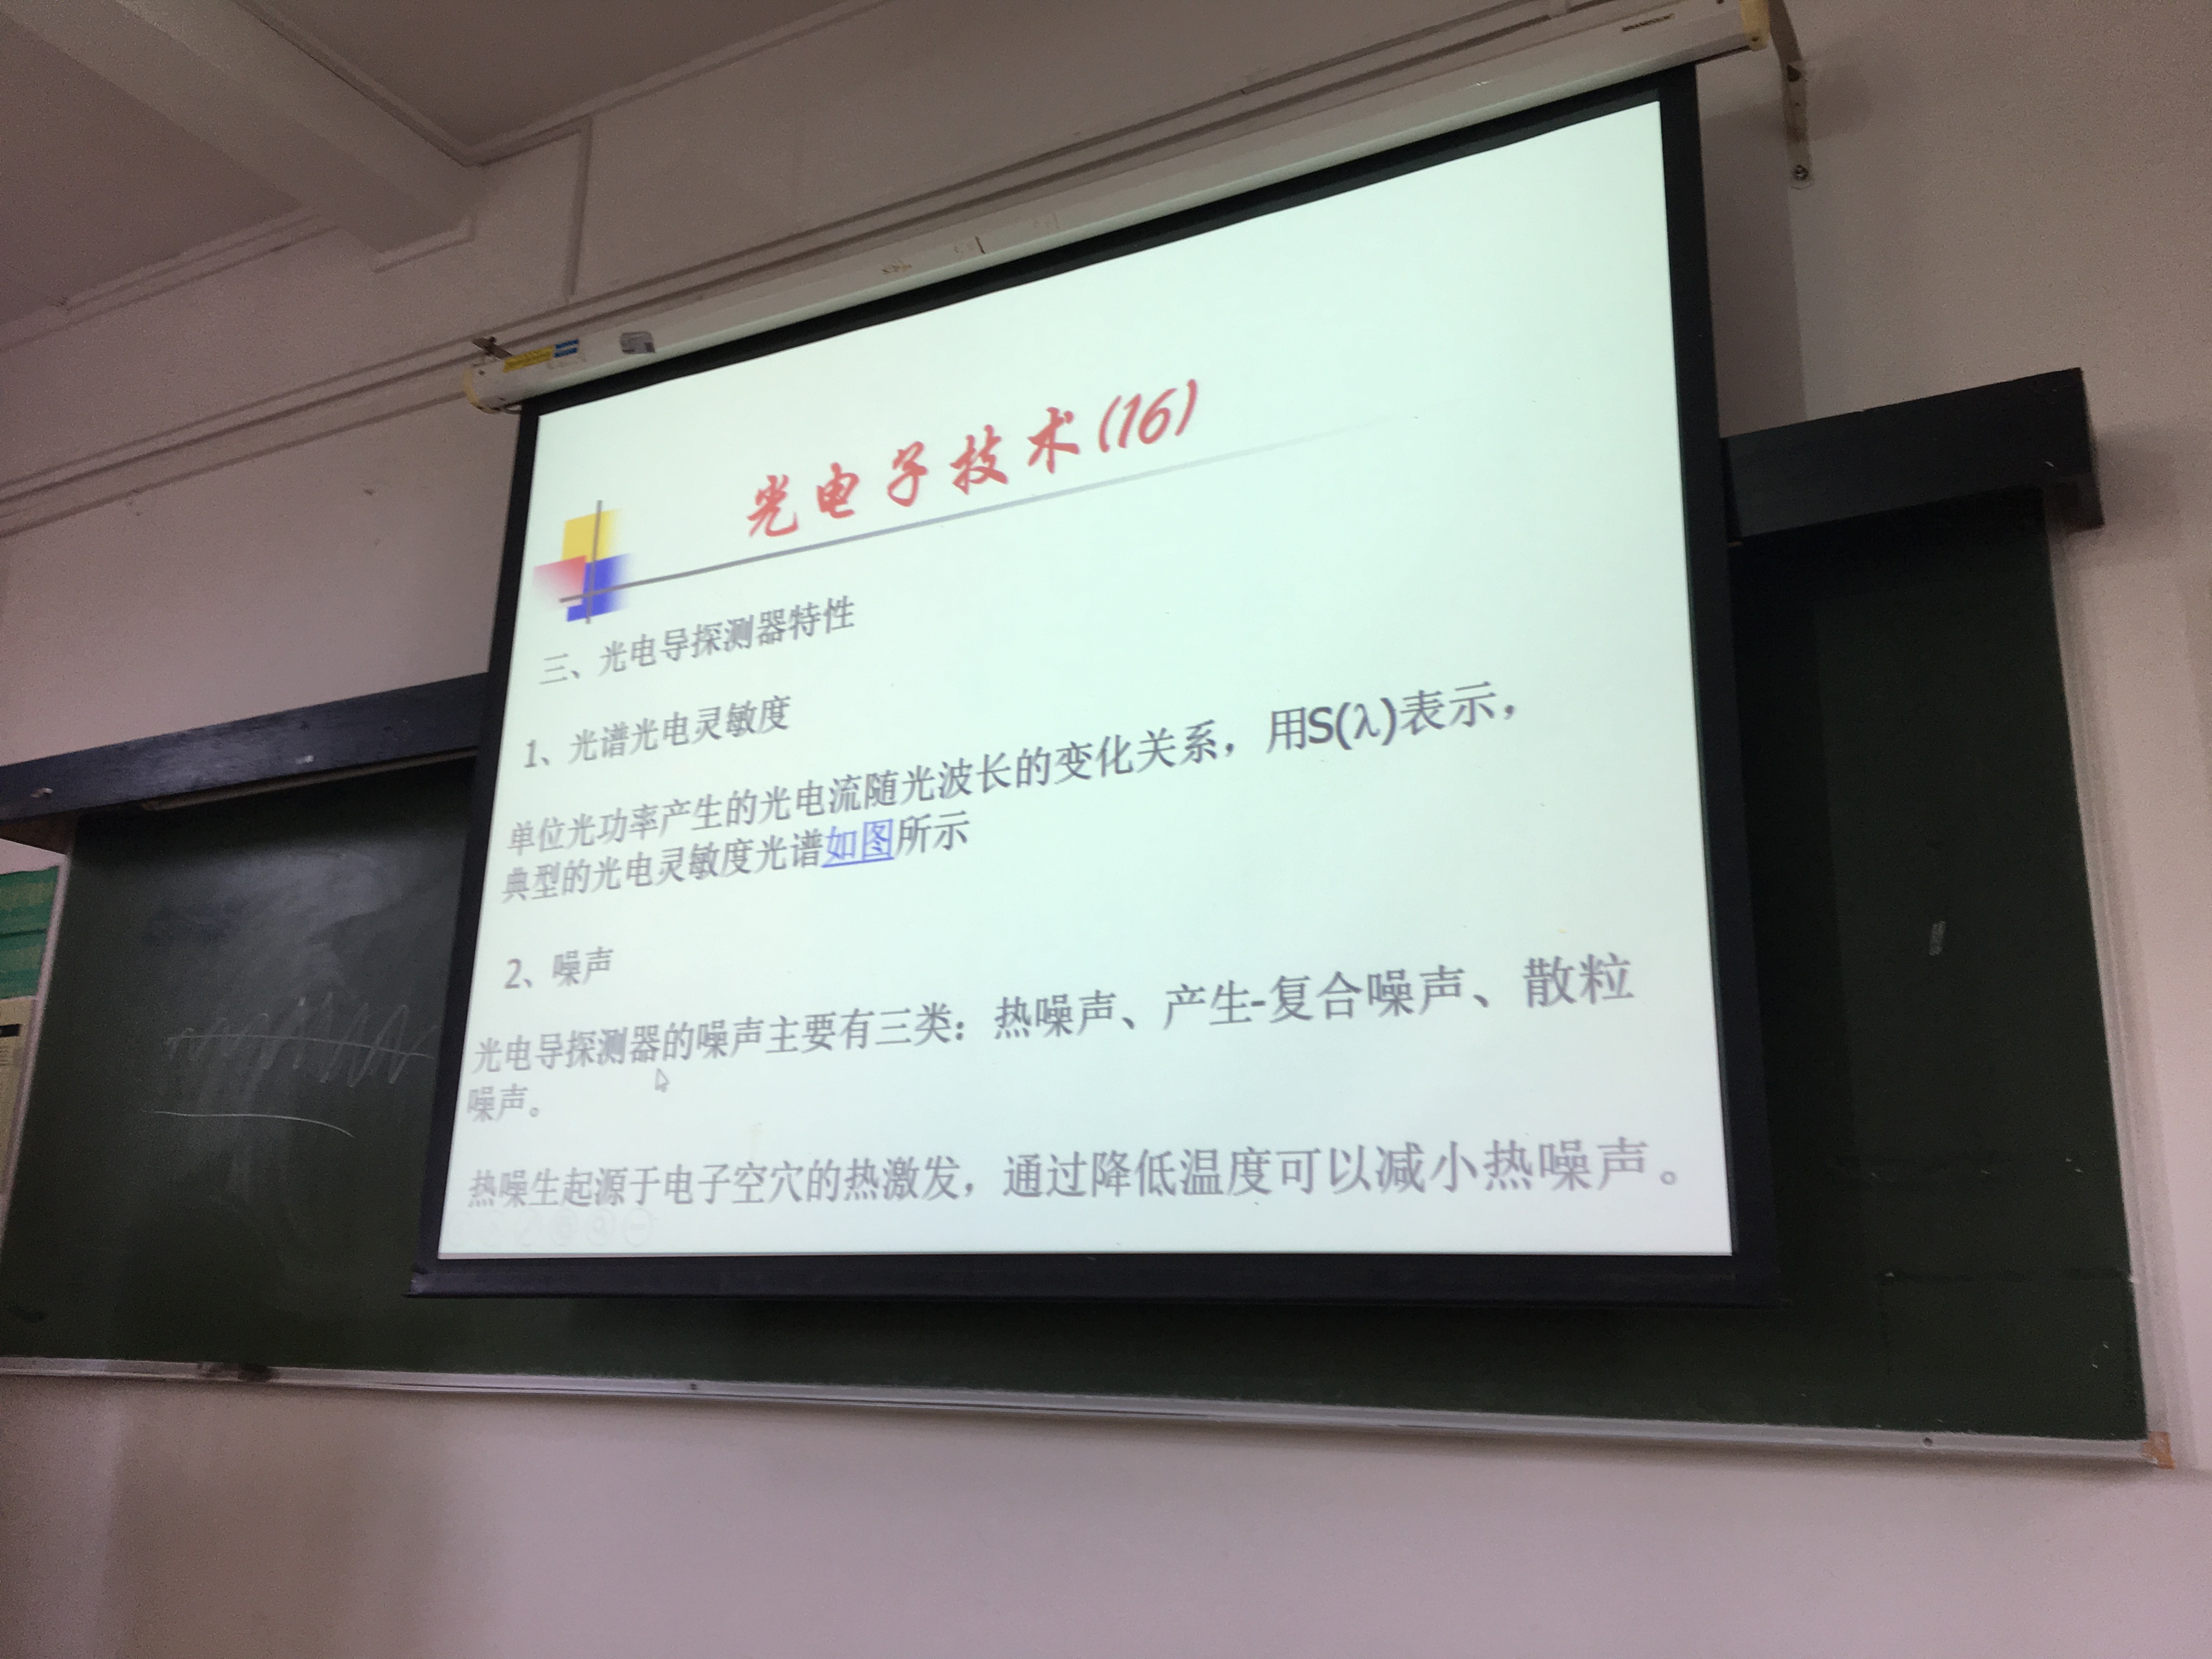 光电子技术(16)
三、光电导探测器特性
1、光谱光电灵敏度
单位光功率产生的光电流随光波长的变化关系，用S(λ)表示，
典型的光电灵敏度光谱如图所示
2、噪声
光电导探测器的噪声主要有三类：热噪声、产生-复合噪声、散粒
噪声。
热噪生起源于电子空穴的热激发，通过降低温度可以减小热噪声。